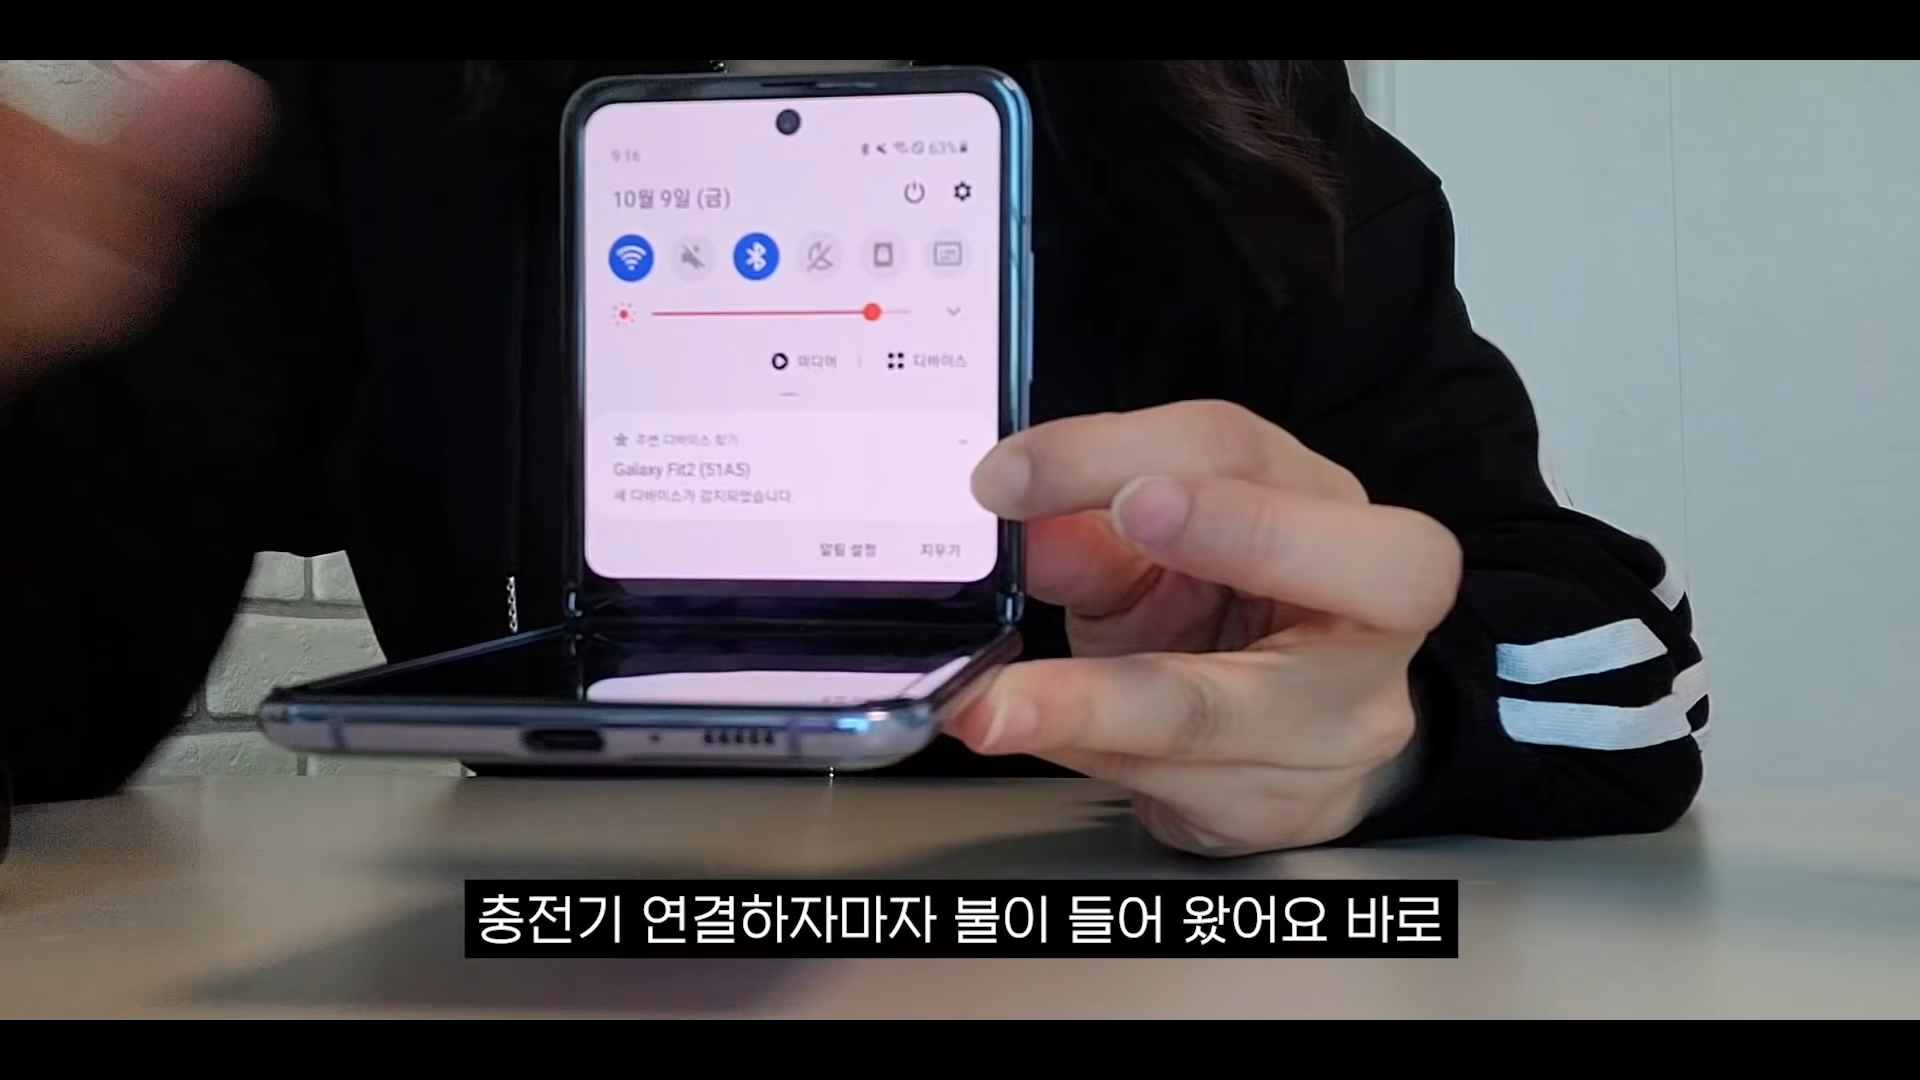 9:16
63%
10월 9일 (금)
미디어
디바이스
주변 디바이스 찾기
Galaxy Fit2 (51A5)
새 디바이스가 감지되었습니다.
알림 설정
지우기
충전기 연결하자마자 불이 들어 왔어요 바로